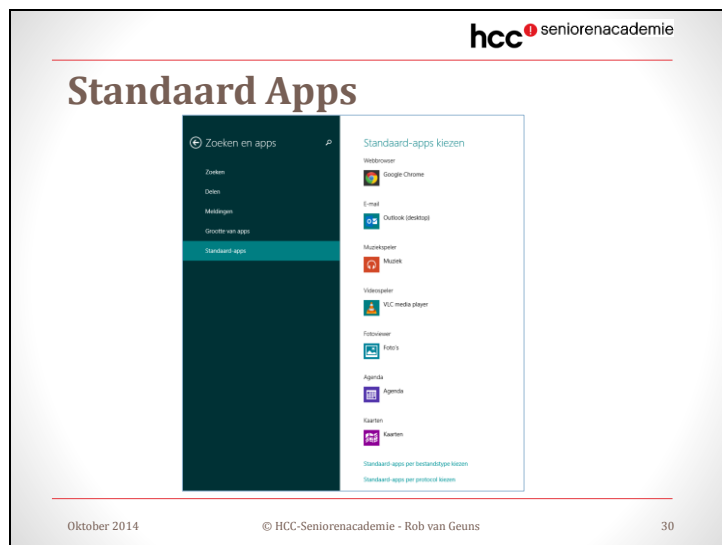 hcc! seniorenacademie
Standaard Apps
Zoeken en apps
Zoeken
Delen
Meldingen
Grootte van apps
Standaard-apps
Standaard-apps kiezen
Webbrowser
Google Chrome
E-mail
Outlook (desktop)
Muziekspeler
Muziek
Videospeler
VLC media player
Fotoviewer
Foto's
Agenda
Agenda
Kaarten
Kaarten
Standaard-apps per bestandstype kiezen
Standaard-apps per protocol kiezen
Oktober 2014 © HCC-Seniorenacademie - Rob van Geuns 30